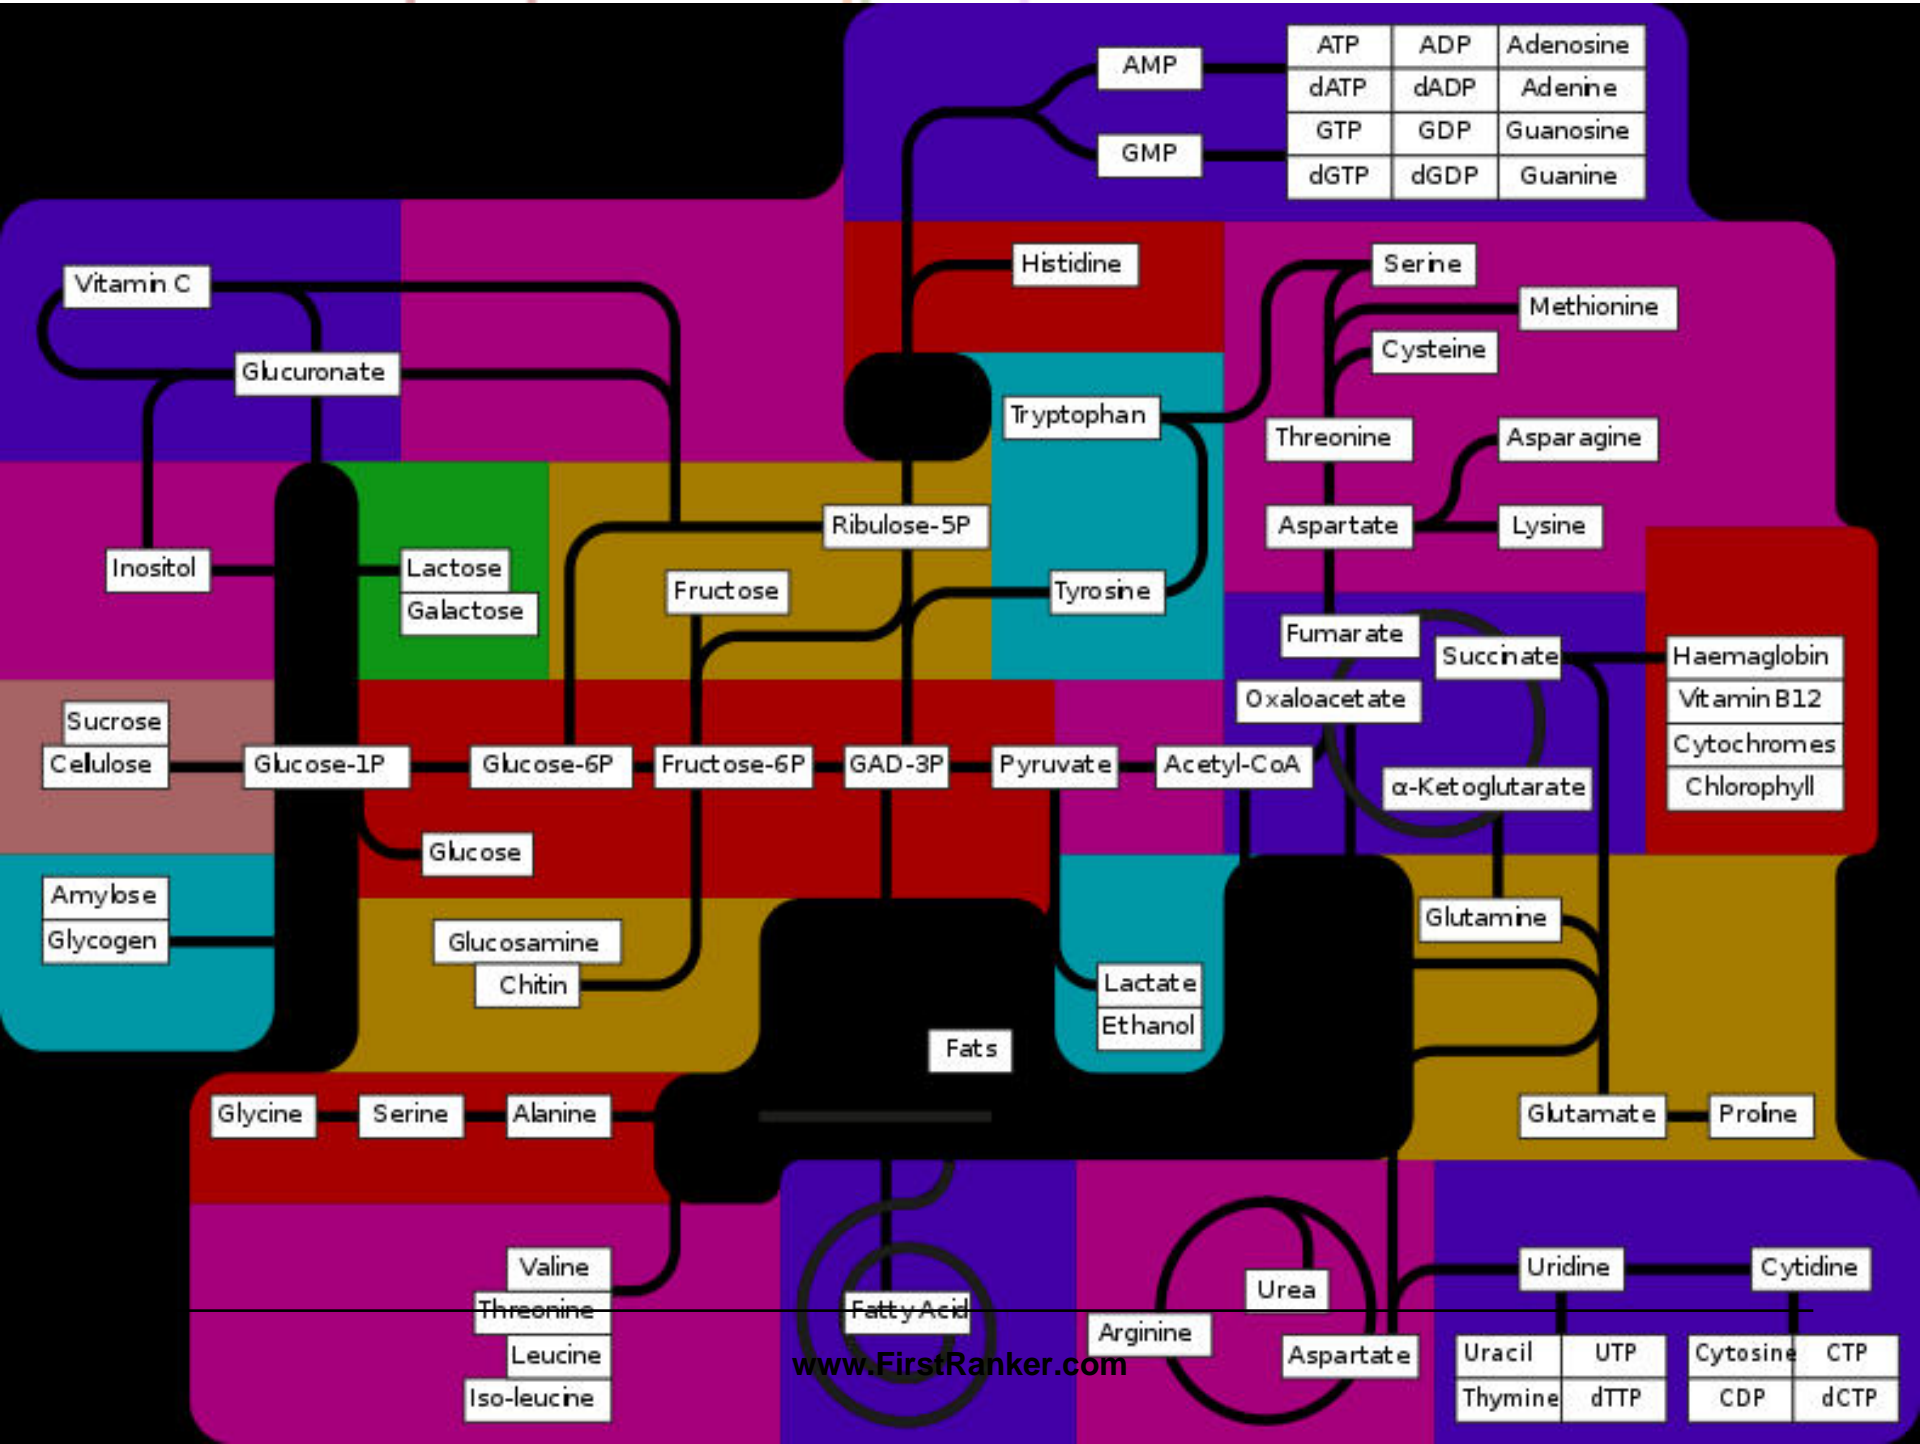 ATP ADP Adenosine
AMP
dATP dADP Adenine
GTP GDP Guanosine
GMP
dGTP dGDP Guanine
Histidine
Serine
Vitamin C
Methionine
Cysteine
Glucuronate
Tryptophan
Threonine
Asparagine
Ribulose-5P
Aspartate
Lysine
Inositol
Lactose
Fructose
Tyrosine
Galactose
Fumarate
Succinate
Haemaglobin
Oxaloacetate
Vitamin B12
Sucrose
Cytochromes
Cellulose
Glucose-1P
Glucose-6P
Fructose-6P
GAD-3P
Pyruvate
Acetyl-CoA
α-Ketoglutarate
Chlorophyll
Glucose
Amylose
Glutamine
Glycogen
Glucosamine
Chitin
Lactate
Ethanol
Fats
Glycine
Serine
Alanine
Glutamate
Proline
Valine
Uridine
Cytidine
Urea
Threonine
Fatty Acid
Arginine
Leucine
www.FirstRanker.com
Aspartate
Uracil UTP
Cytosine CTP
Iso-leucine
Thymine dTTP
CDP dCTP